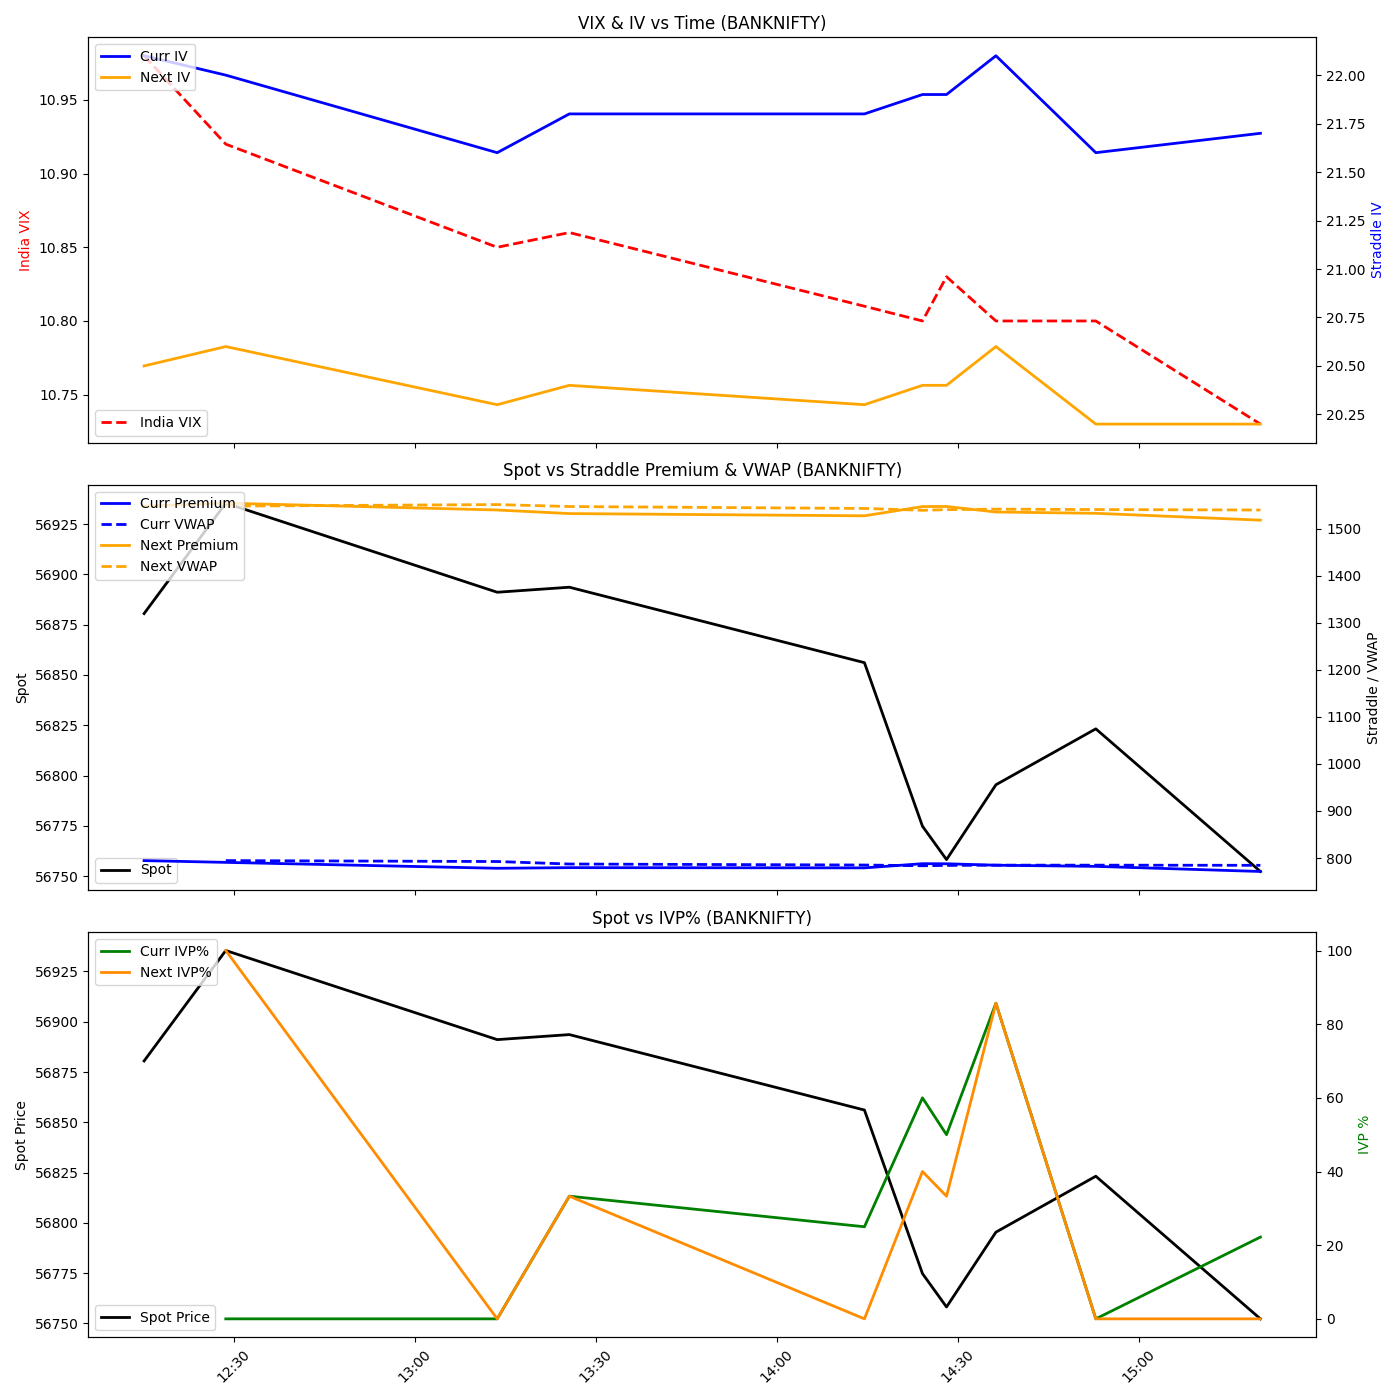 VIX & IV vs Time (BANKNIFTY)
Curr IV
Next IV
India VIX
10.95
10.90
10.85
10.80
10.75
India VIX
22.00
21.75
21.50
21.25
21.00
20.75
20.50
20.25
Straddle IV
Spot vs Straddle Premium & VWAP (BANKNIFTY)
Curr Premium
Curr VWAP
Next Premium
Next VWAP
Spot
56925
56900
56875
56850
56825
56800
56775
56750
Spot
1500
1400
1300
1200
1100
1000
900
800
Straddle / VWAP
Spot vs IVP% (BANKNIFTY)
Curr IVP%
Next IVP%
Spot Price
56925
56900
56875
56850
56825
56800
56775
56750
Spot Price
100
80
60
40
20
0
IVP %
12:30
13:00
13:30
14:00
14:30
15:00